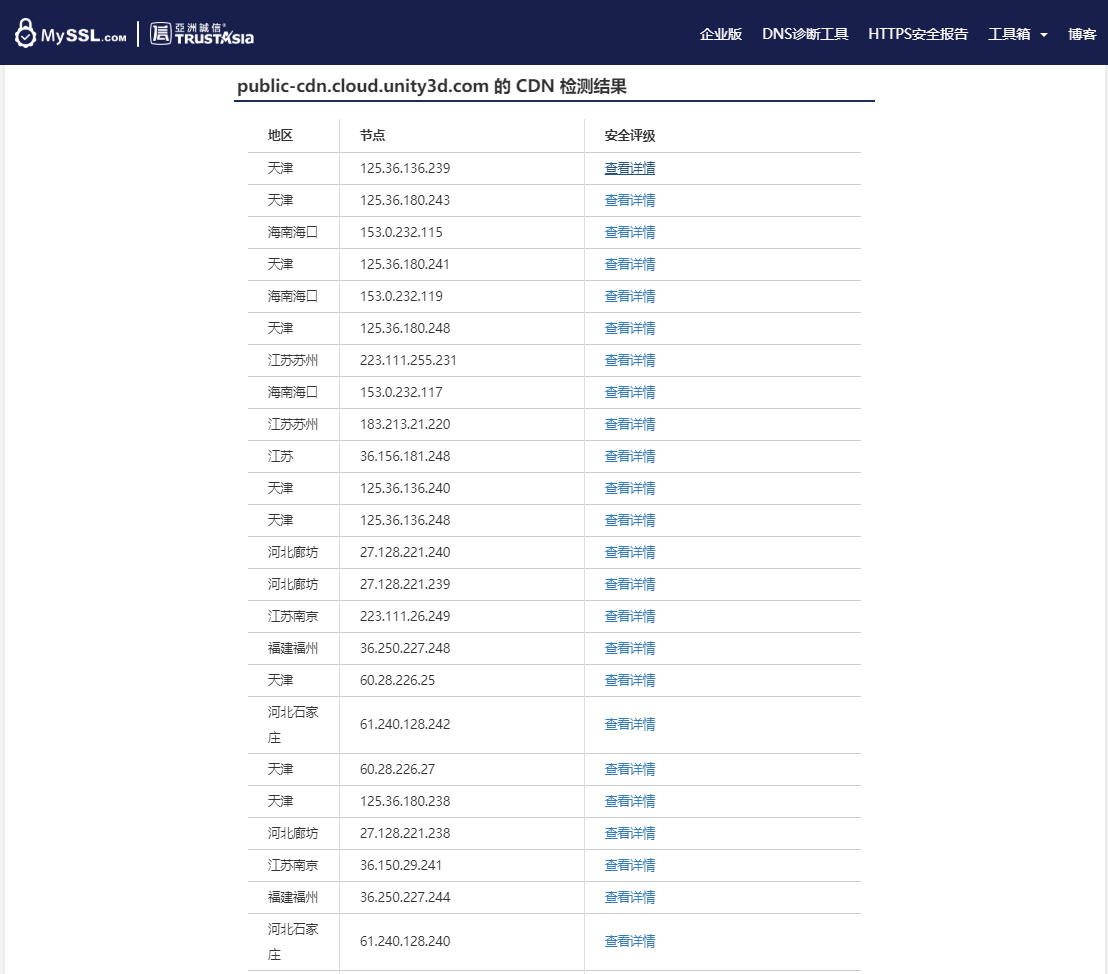 MySSL.COM
亞洲誠信®
TRUSTASIA
企业版 DNS诊断工具 HTTPS安全报告 工具箱 博客
public-cdn.cloud.unity3d.com 的 CDN 检测结果
地区 节点 安全评级
天津 125.36.136.239 查看详情
天津 125.36.180.243 查看详情
海南海口 153.0.232.115 查看详情
天津 125.36.180.241 查看详情
海南海口 153.0.232.119 查看详情
天津 125.36.180.248 查看详情
江苏苏州 223.111.255.231 查看详情
海南海口 153.0.232.117 查看详情
江苏苏州 183.213.21.220 查看详情
江苏 36.156.181.248 查看详情
天津 125.36.136.240 查看详情
天津 125.36.136.248 查看详情
河北廊坊 27.128.221.240 查看详情
河北廊坊 27.128.221.239 查看详情
江苏南京 223.111.26.249 查看详情
福建福州 36.250.227.248 查看详情
天津 60.28.226.25 查看详情
河北石家
庄 61.240.128.242 查看详情
天津 60.28.226.27 查看详情
天津 125.36.180.238 查看详情
河北廊坊 27.128.221.238 查看详情
江苏南京 36.150.29.241 查看详情
福建福州 36.250.227.244 查看详情
河北石家
庄 61.240.128.240 查看详情